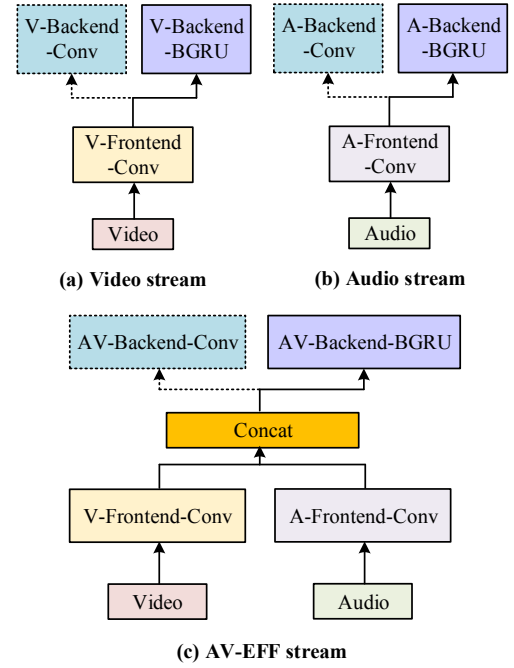 V-Backend
-Conv
V-Backend
-BGRU
V-Frontend
-Conv
Video
(a) Video stream
A-Backend
-Conv
A-Backend
-BGRU
A-Frontend
-Conv
Audio
(b) Audio stream
AV-Backend-Conv
AV-Backend-BGRU
Concat
V-Frontend-Conv
A-Frontend-Conv
Video
Audio
(c) AV-EFF stream